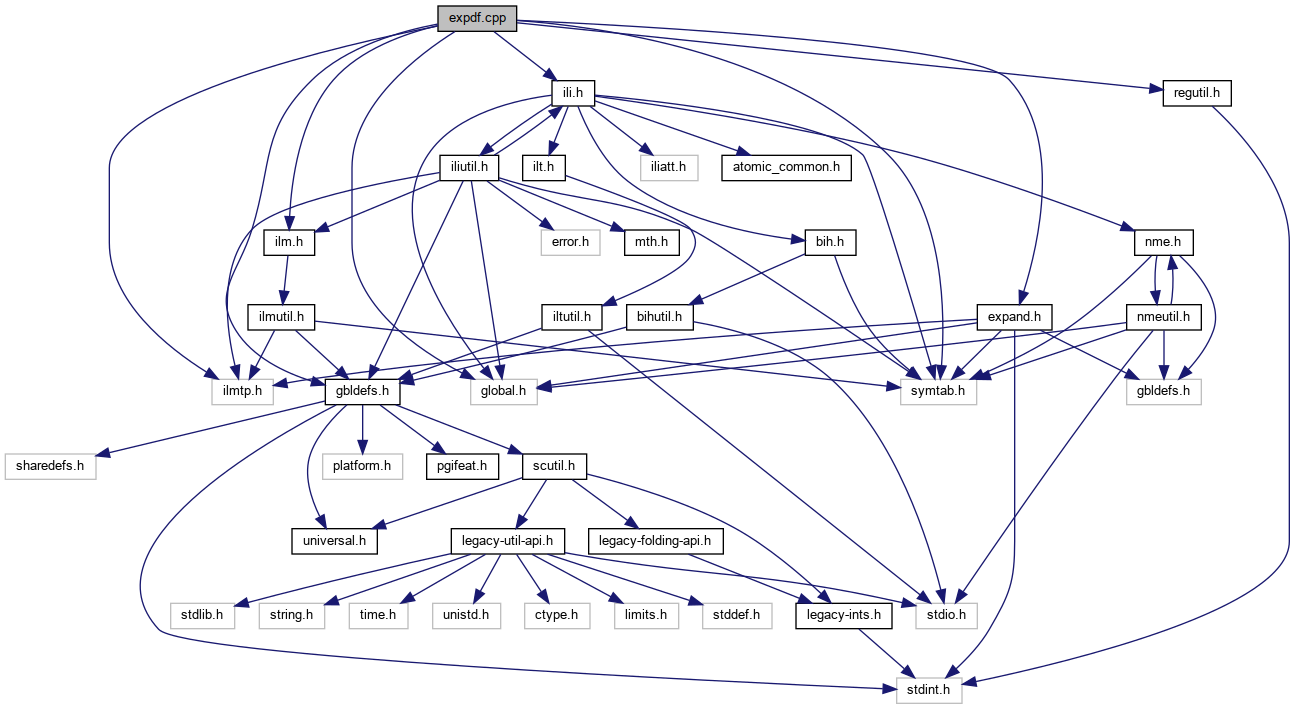 expdf.cpp
ili.h
regutil.h
iliutil.h
ilt.h
iliatt.h
atomic_common.h
ilm.h
error.h
mth.h
bih.h
nme.h
ilmutil.h
iltutil.h
bihutil.h
expand.h
nmeutil.h
ilmtp.h
gbldefs.h
global.h
symtab.h
gbldefs.h
sharedefs.h
platform.h
pgifeat.h
scutil.h
universal.h
legacy-util-api.h
legacy-folding-api.h
stdlib.h
string.h
time.h
unistd.h
ctype.h
limits.h
stddef.h
legacy-ints.h
stdio.h
stdint.h